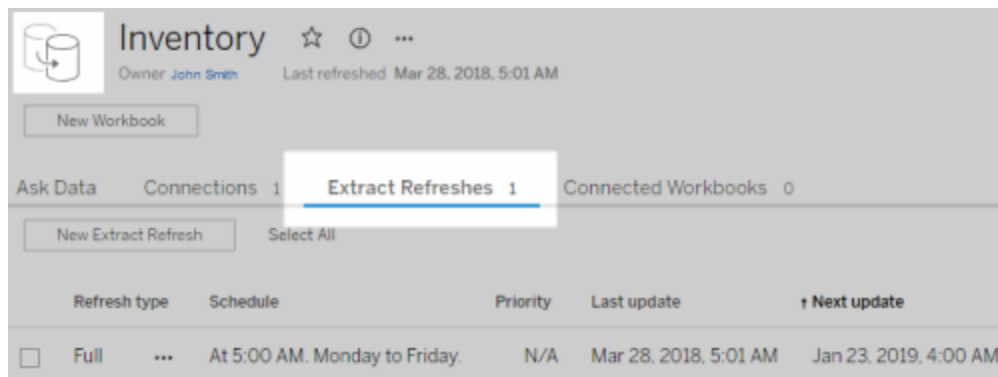 Inventory
Owner John Smith Last refreshed Mar 28, 2018, 5:01 AM
New Workbook
Ask Data Connections 1 Extract Refreshes 1 Connected Workbooks 0
New Extract Refresh Select All
Refresh type Schedule Priority Last update ↑ Next update
Full ••• At 5:00 AM. Monday to Friday. N/A Mar 28, 2018, 5:01 AM Jan 23, 2019, 4:00 AM